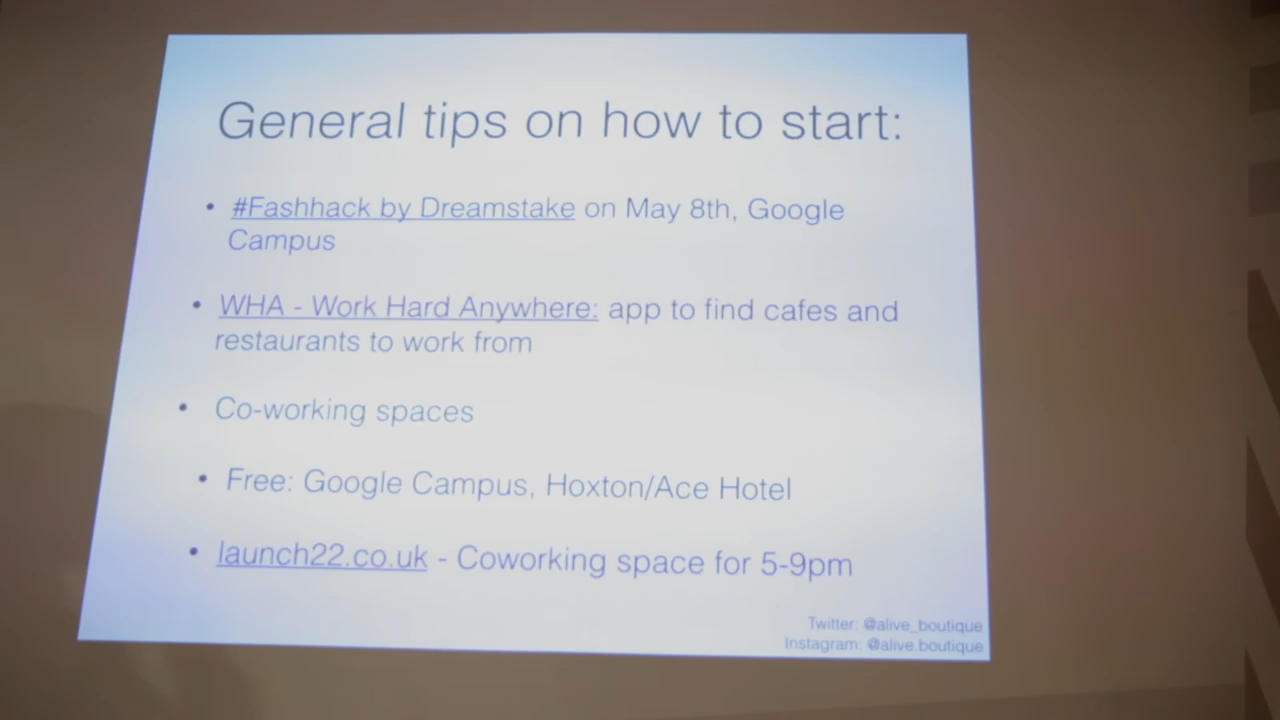 General tips on how to start:
• #Fashhack by Dreamstake on May 8th, Google
Campus
• WHA - Work Hard Anywhere: app to find cafes and
restaurants to work from
• Co-working spaces
• Free: Google Campus, Hoxton/Ace Hotel
• launch22.co.uk - Coworking space for 5-9pm
Twitter: @alive_boutique
Instagram: @alive.boutique